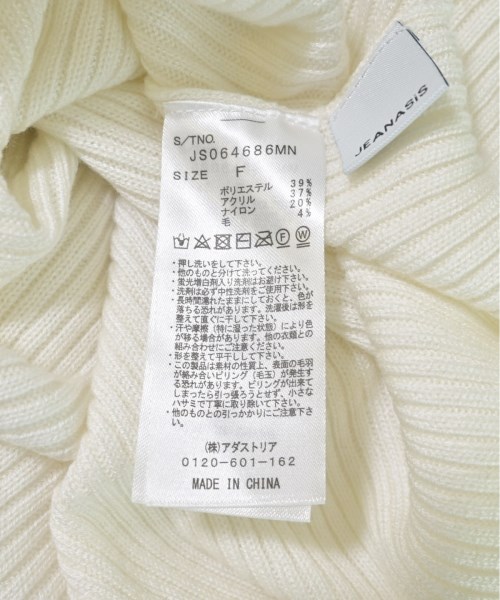 JEANASIS
S/TNO.
JS064686MN
SIZE F
ポリエステル 39%
アクリル 37%
ナイロン 20%
毛 4%
・押し洗いをして下さい。
・他のものと分けて洗ってください。
・蛍光増白剤入り洗剤はお避け下さい。
・洗剤は必ず中性洗剤をご使用下さい。
・長時間濡れたままにしておくと、色が
落ちる恐れがあります。洗濯後は形を
整えて直ぐに干して下さい。
・汗や摩擦（特に湿った状態）により色
が移る場合が有ります。他の衣類との
組み合わせにご注意下さい。
・形を整えて平干しして下さい。
・この製品は素材の性質上、表面の毛羽
が絡み合いピリング（毛玉）が発生す
る恐れがあります。ピリングが出来て
しまったら引っ張ろうとせず、小さな
ハサミで丁寧に取り除いて下さい。
・他のものとの引っかかりにご注意下さ
い。
（株）アダストリア
0120-601-162
MADE IN CHINA